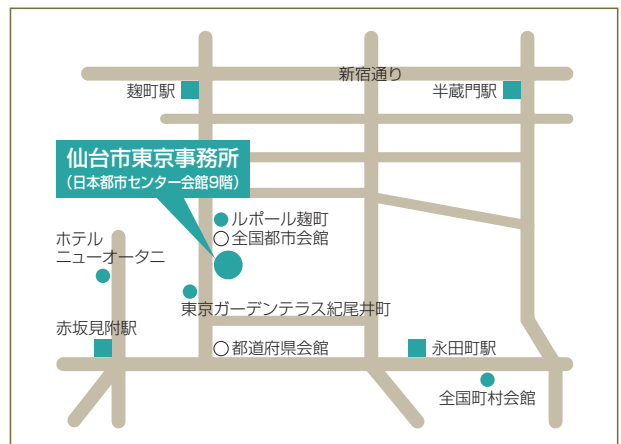 新宿通り
麹町駅
半蔵門駅
仙台市東京事務所
(日本都市センター会館9階)
ルポール麹町
全国都市会館
ホテル
ニューオータニ
東京ガーデンテラス紀尾井町
赤坂見附駅
都道府県会館
永田町駅
全国町村会館